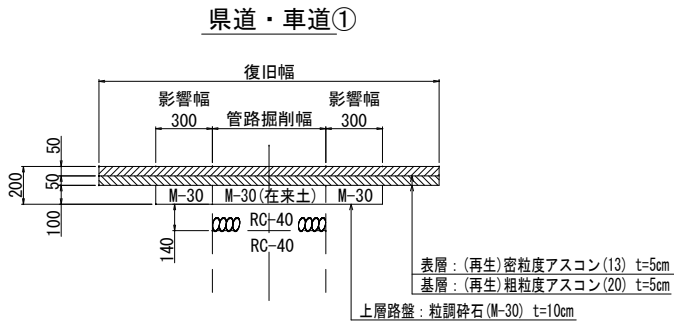 県道・車道①
復旧幅
影響幅 影響幅
300 管路掘削幅 300
50
50
200
100
140
M-30 M-30(在来土) M-30
RC-40
RC-40
表層：(再生)密粒度アスコン(13) t=5cm
基層：(再生)粗粒度アスコン(20) t=5cm
上層路盤：粒調砕石(M-30) t=10cm